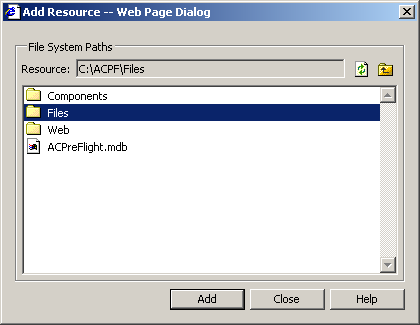 Add Resource -- Web Page Dialog
File System Paths
Resource: C:\ACPF\Files
Components
Files
Web
ACPreFlight.mdb
Add Close Help